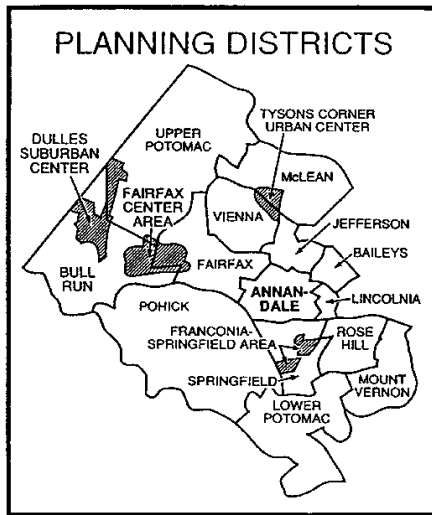 PLANNING DISTRICTS
TYSONS CORNER
URBAN CENTER
UPPER
POTOMAC
DULLES
SUBURBAN
CENTER
McLEAN
FAIRFAX
CENTER
AREA
VIENNA
JEFFERSON
BAILEYS
BULL
RUN
FAIRFAX
ANNAN-
DALE
LINCOLNIA
POHICK
FRANCONIA-
SPRINGFIELD AREA
ROSE
HILL
SPRINGFIELD
MOUNT
VERNON
LOWER
POTOMAC